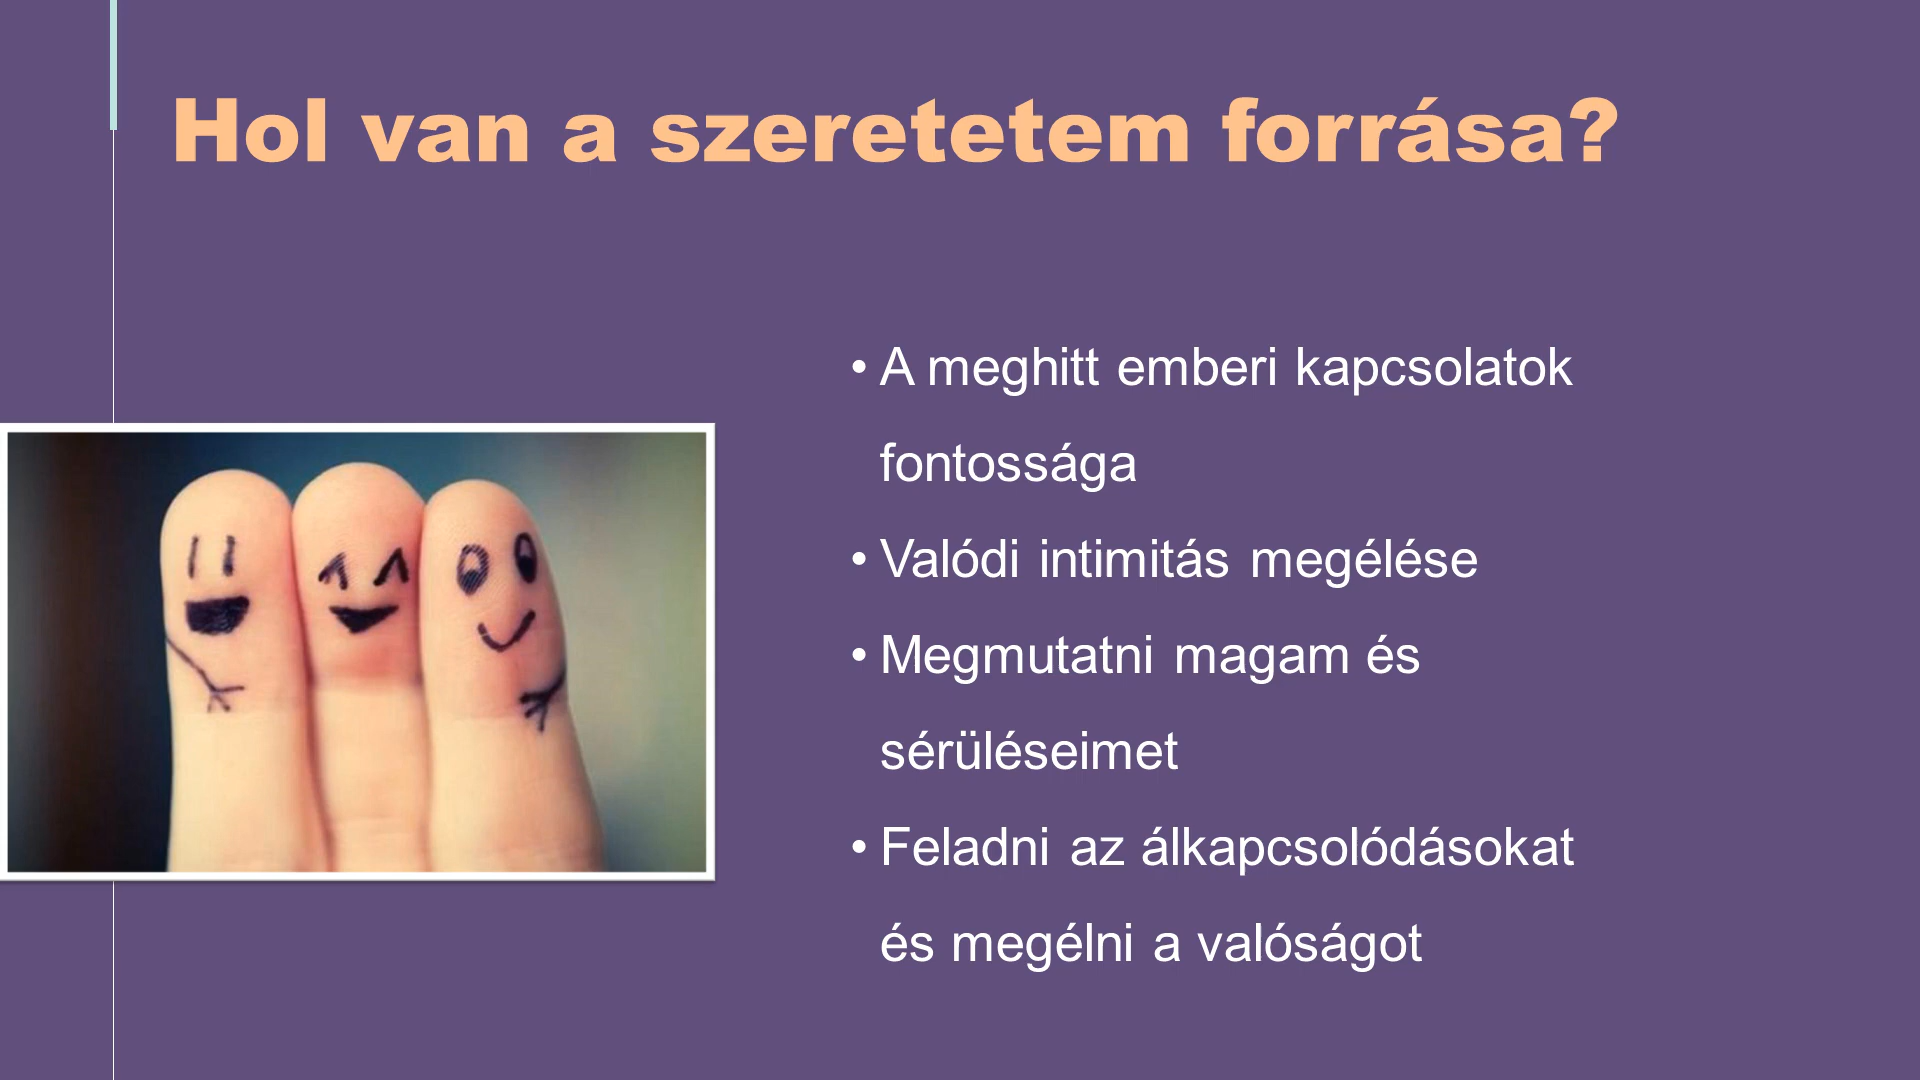 Hol van a szeretetem forrása?
• A meghitt emberi kapcsolatok
fontossága
• Valódi intimitás megélése
• Megmutatni magam és
sérüléseimet
• Feladni az álkapcsolódásokat
és megélni a valóságot